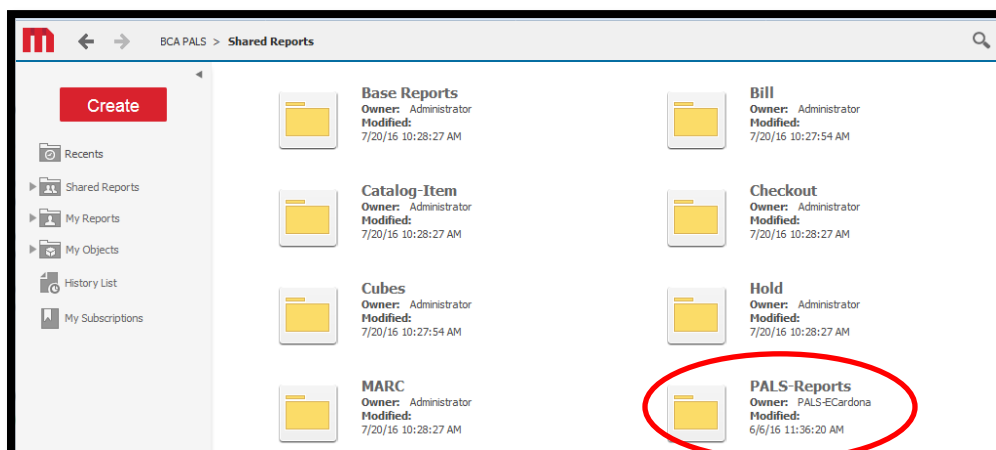 BCA PALS > Shared Reports
Create
Recents
Shared Reports
My Reports
My Objects
History List
My Subscriptions
Base Reports
Owner: Administrator
Modified:
7/20/16 10:28:27 AM
Bill
Owner: Administrator
Modified:
7/20/16 10:27:54 AM
Catalog-Item
Owner: Administrator
Modified:
7/20/16 10:28:27 AM
Checkout
Owner: Administrator
Modified:
7/20/16 10:28:27 AM
Cubes
Owner: Administrator
Modified:
7/20/16 10:27:54 AM
Hold
Owner: Administrator
Modified:
7/20/16 10:28:27 AM
MARC
Owner: Administrator
Modified:
7/20/16 10:28:27 AM
PALS-Reports
Owner: PALS-ECardona
Modified:
6/6/16 11:36:20 AM